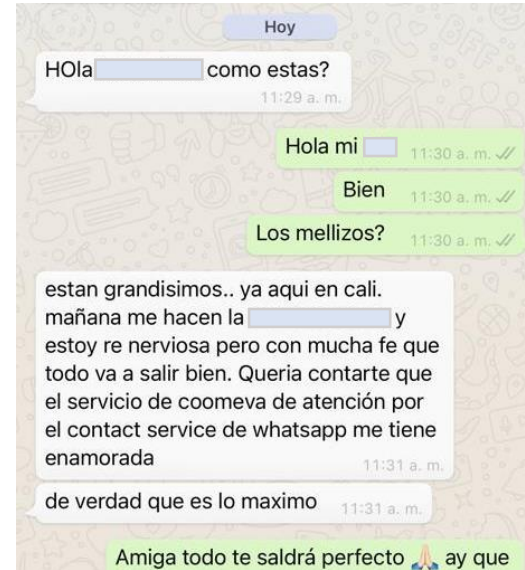 Hoy
HOla como estas?
11:29 a. m.
Hola mi 11:30 a. m.
Bien 11:30 a. m.
Los mellizos? 11:30 a. m.
estan grandisimos.. ya aqui en cali.
mañana me hacen la y
estoy re nerviosa pero con mucha fe que
todo va a salir bien. Queria contarte que
el servicio de coomeva de atención por
el contact service de whatsapp me tiene
enamorada 11:31 a. m.
de verdad que es lo maximo 11:31 a. m.
Amiga todo te saldrá perfecto 🙏🏻 ay que